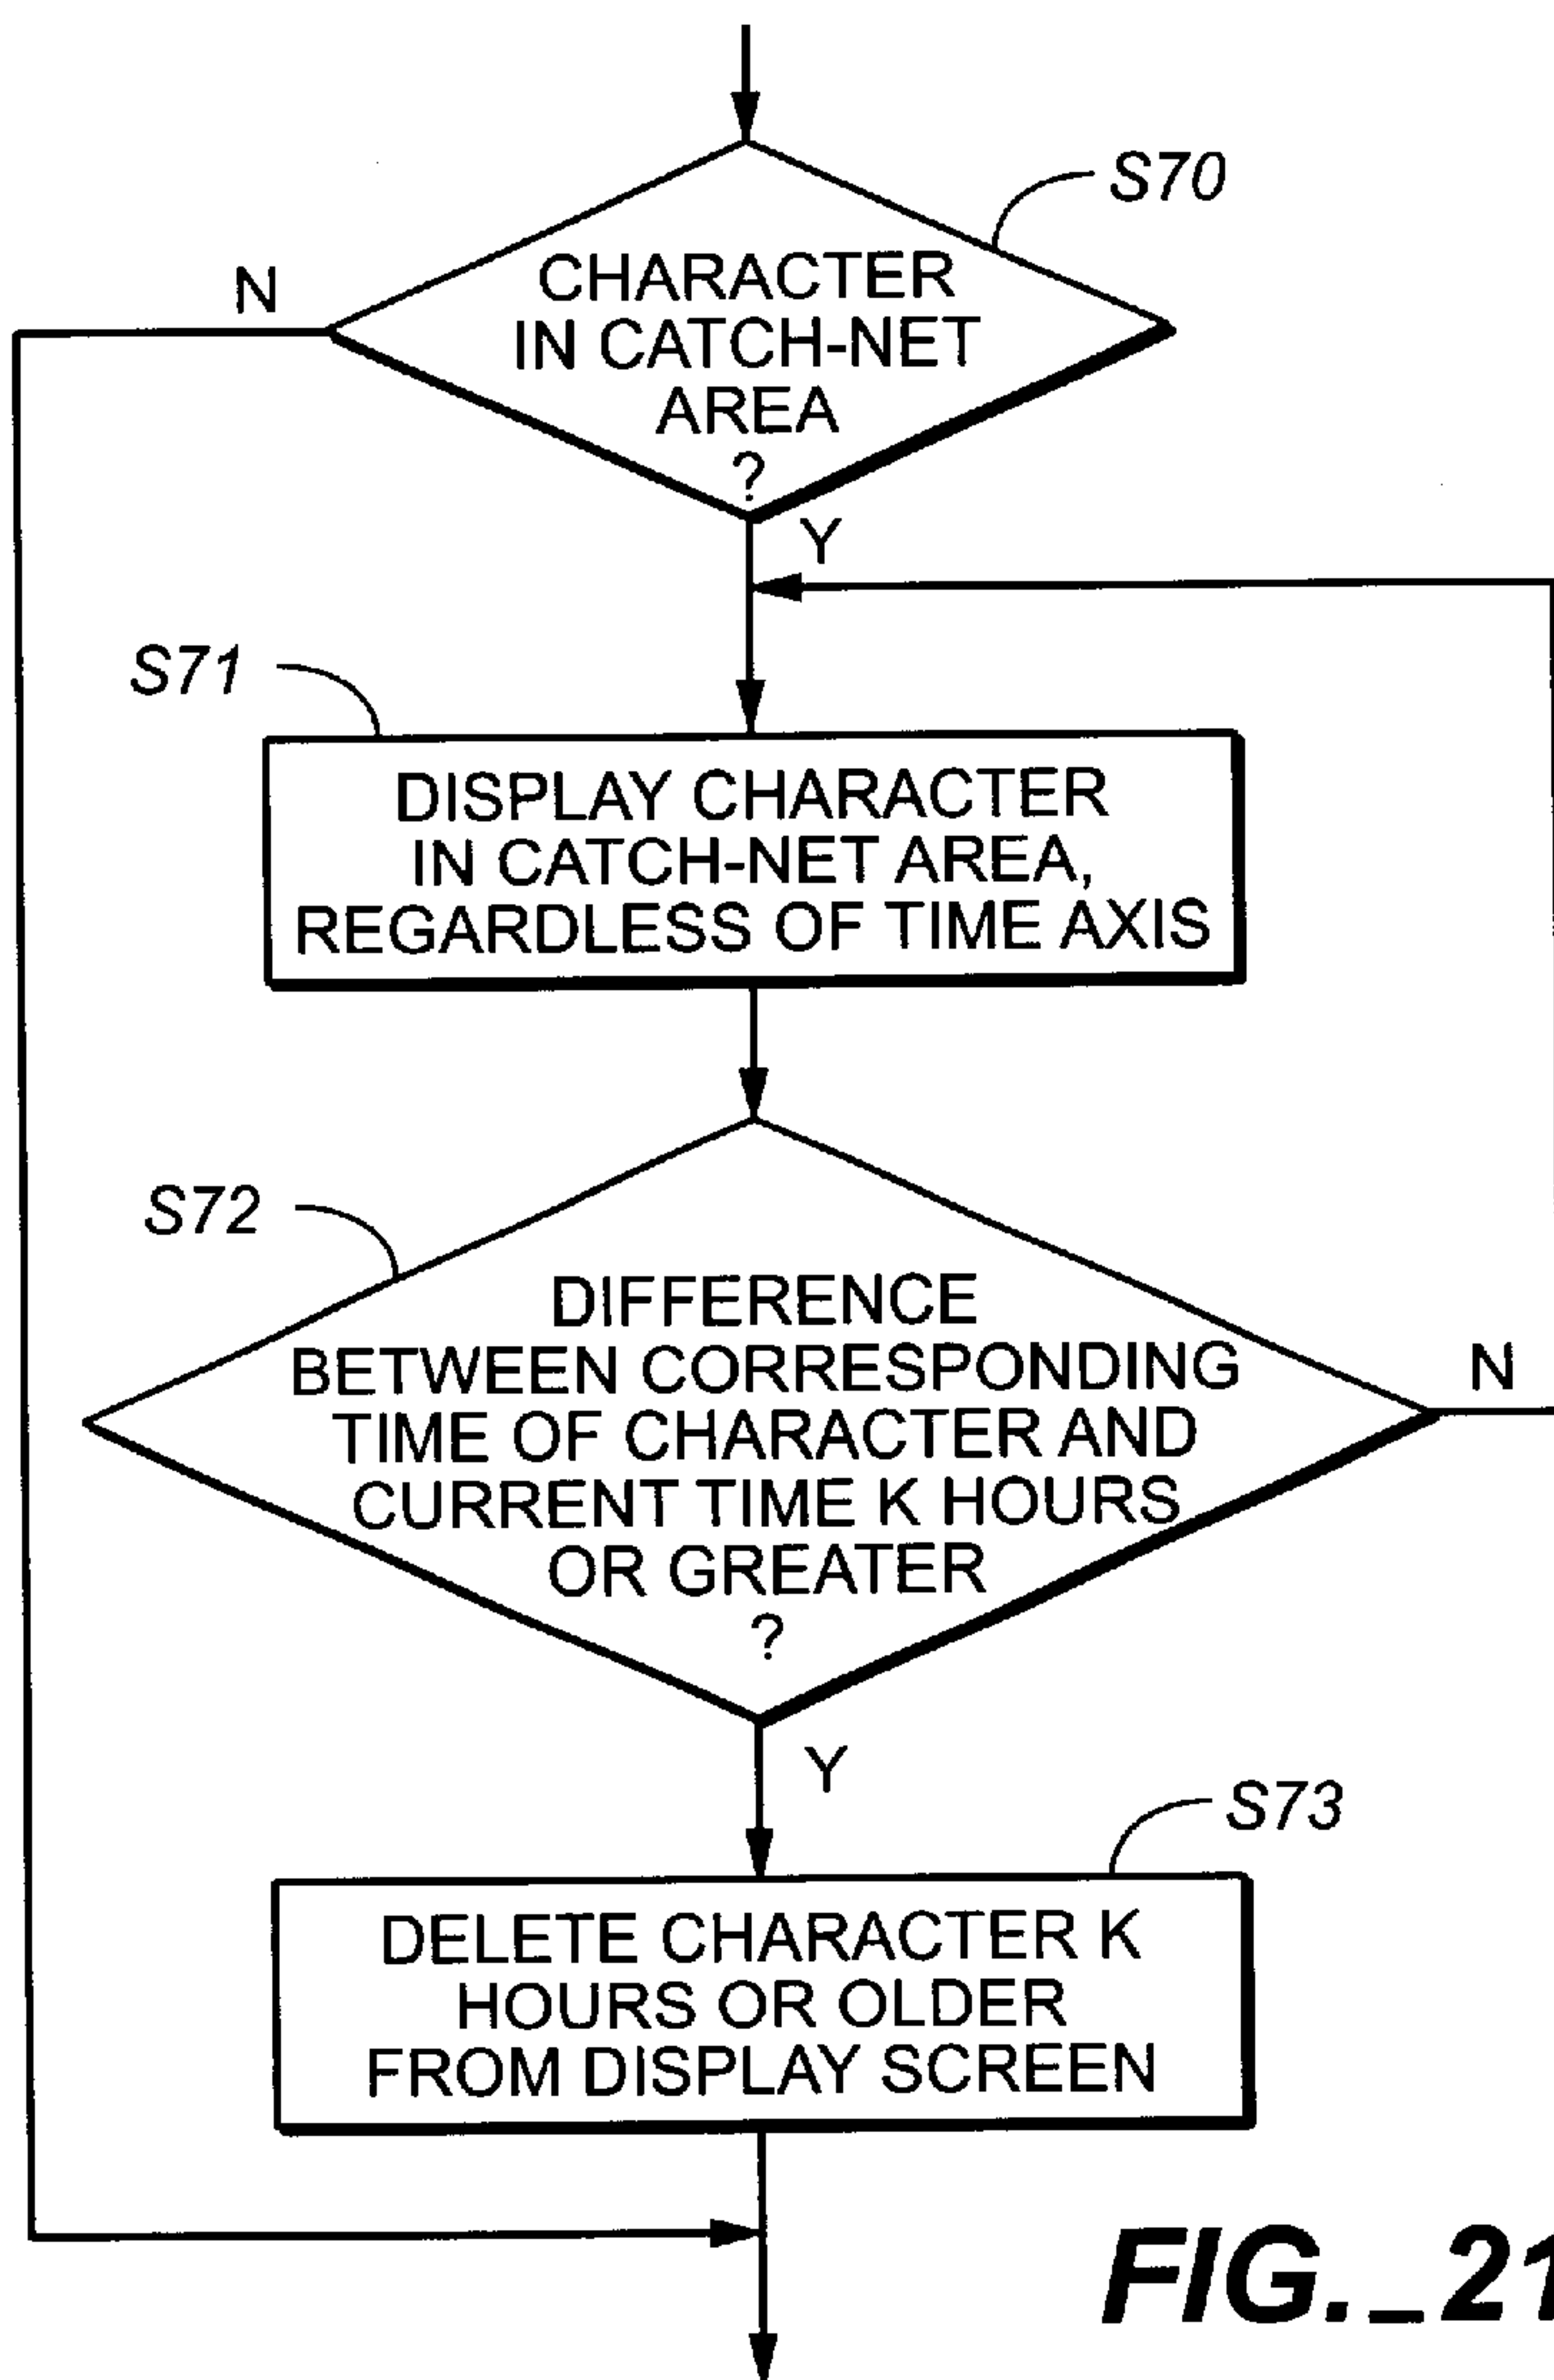 S70
CHARACTER
IN CATCH-NET
AREA
?
N
Y
S71
DISPLAY CHARACTER
IN CATCH-NET AREA,
REGARDLESS OF TIME AXIS
S72
DIFFERENCE
BETWEEN CORRESPONDING
TIME OF CHARACTER AND
CURRENT TIME K HOURS
OR GREATER
?
N
Y
S73
DELETE CHARACTER K
HOURS OR OLDER
FROM DISPLAY SCREEN
FIG._21